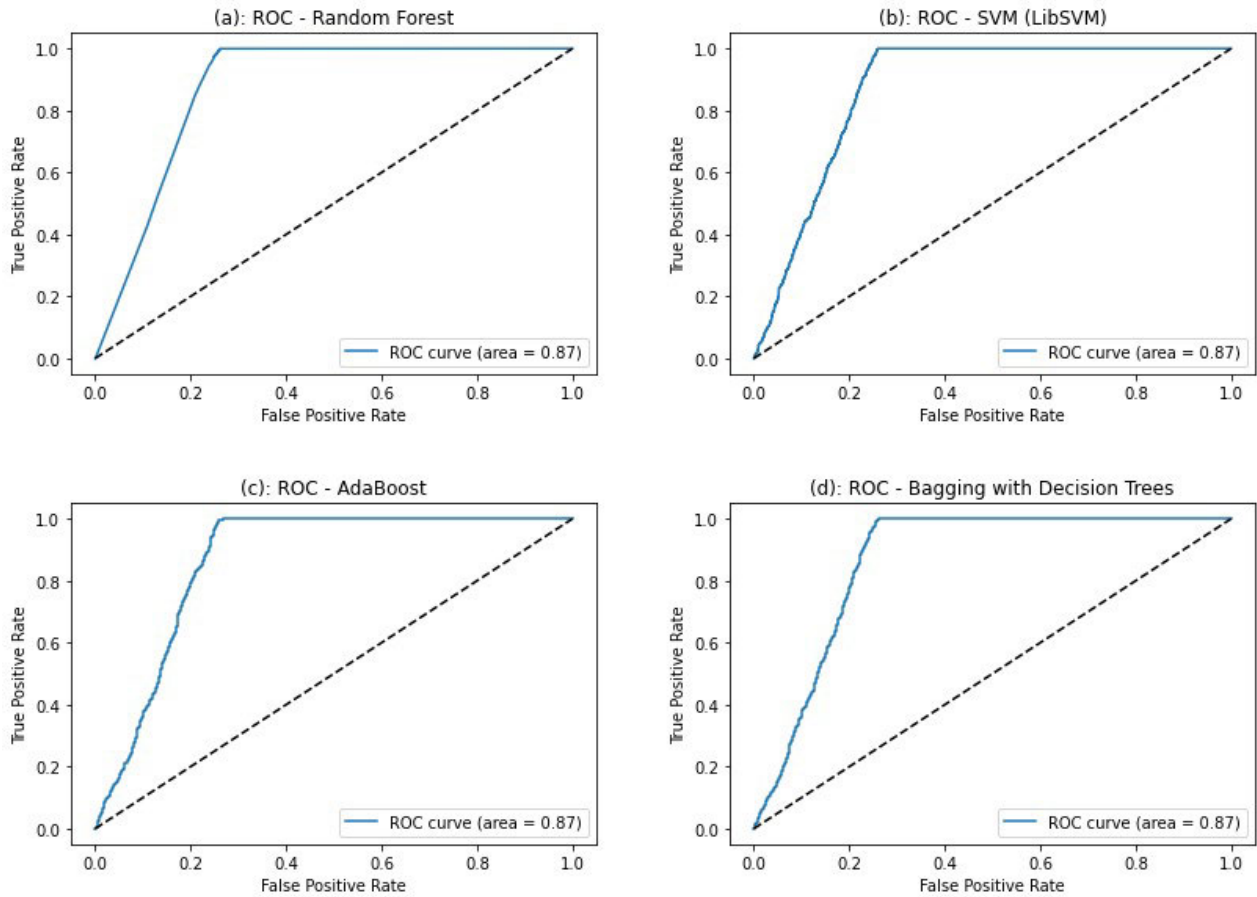 (a): ROC - Random Forest
True Positive Rate
1.0
0.8
0.6
0.4
0.2
0.0
ROC curve (area = 0.87)
0.0 0.2 0.4 0.6 0.8 1.0
False Positive Rate
(b): ROC - SVM (LibSVM)
True Positive Rate
1.0
0.8
0.6
0.4
0.2
0.0
ROC curve (area = 0.87)
0.0 0.2 0.4 0.6 0.8 1.0
False Positive Rate
(c): ROC - AdaBoost
True Positive Rate
1.0
0.8
0.6
0.4
0.2
0.0
ROC curve (area = 0.87)
0.0 0.2 0.4 0.6 0.8 1.0
False Positive Rate
(d): ROC - Bagging with Decision Trees
True Positive Rate
1.0
0.8
0.6
0.4
0.2
0.0
ROC curve (area = 0.87)
0.0 0.2 0.4 0.6 0.8 1.0
False Positive Rate